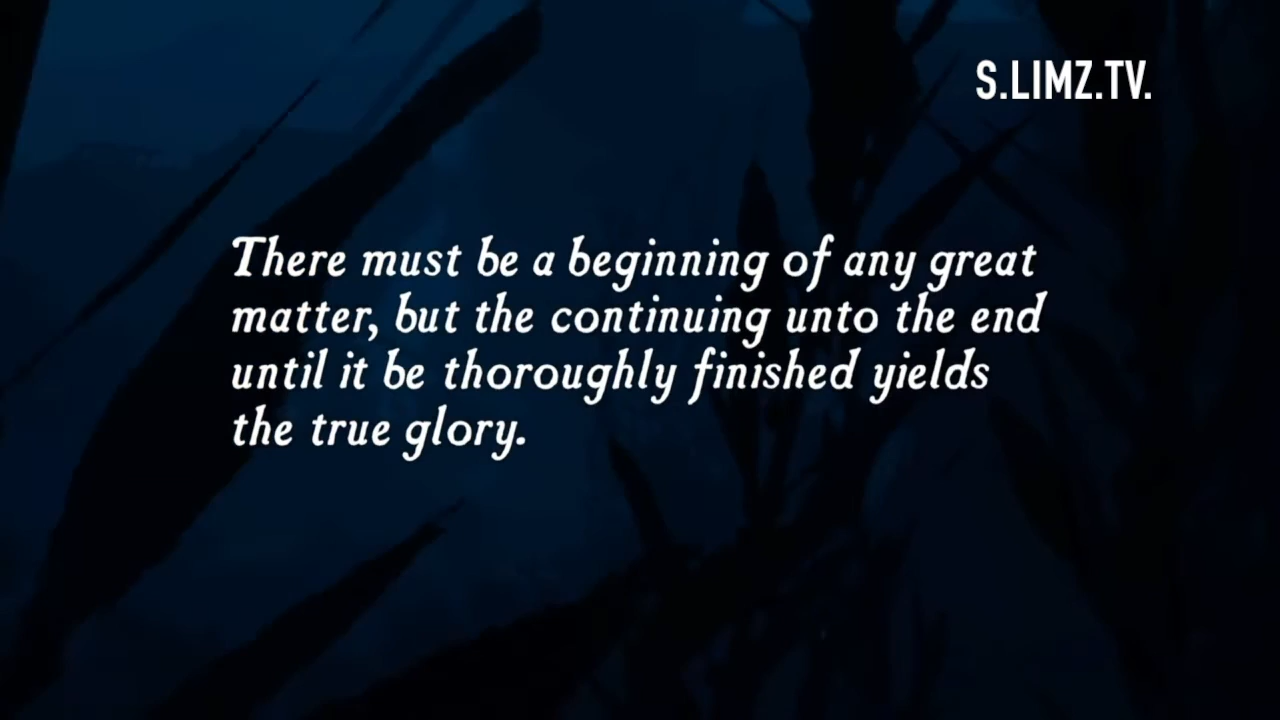 S.LIMZ.TV.
There must be a beginning of any great
matter, but the continuing unto the end
until it be thoroughly finished yields
the true glory.